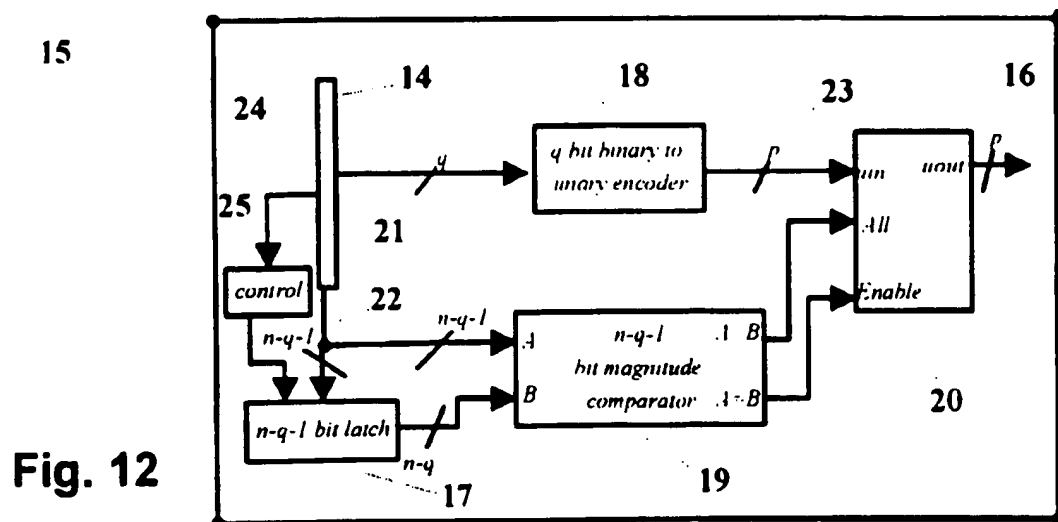 15
14
18
23
16
24
q
q bit binary to
unary encoder
p
uin
uout
p
25
21
All
control
22
Enable
n-q-1
n-q-1
A
n-q-1
A B
bit magnitude
B
comparator
A=B
20
n-q-1 bit latch
n-q
Fig. 12
17
19